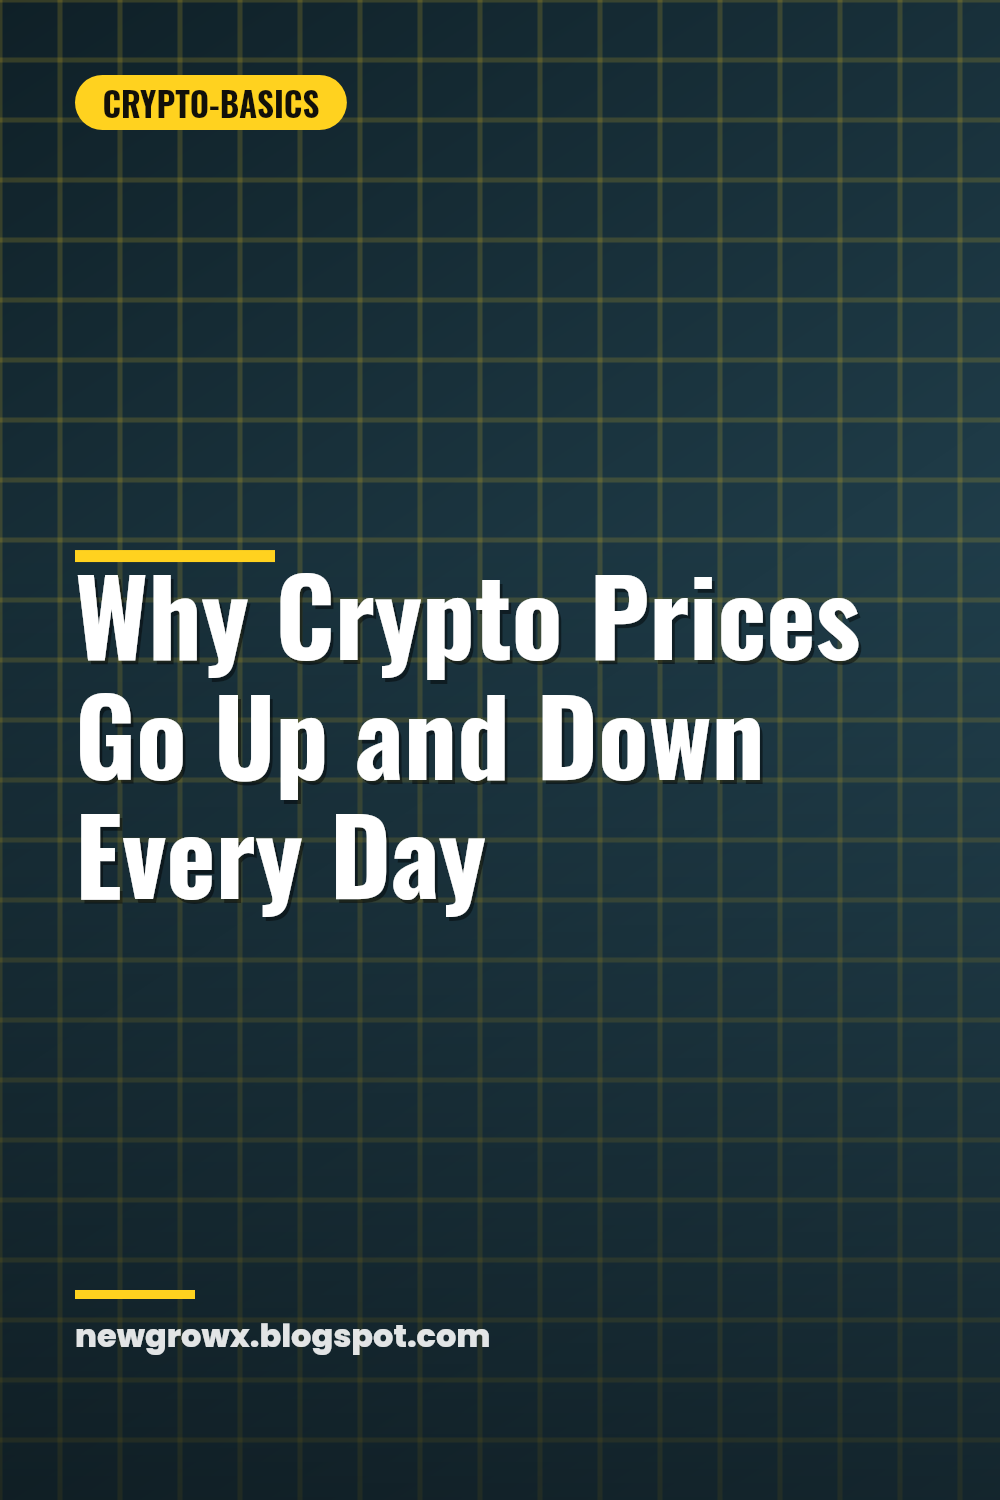 CRYPTO-BASICS
Why Crypto Prices
Go Up and Down
Every Day
newgrowx.blogspot.com